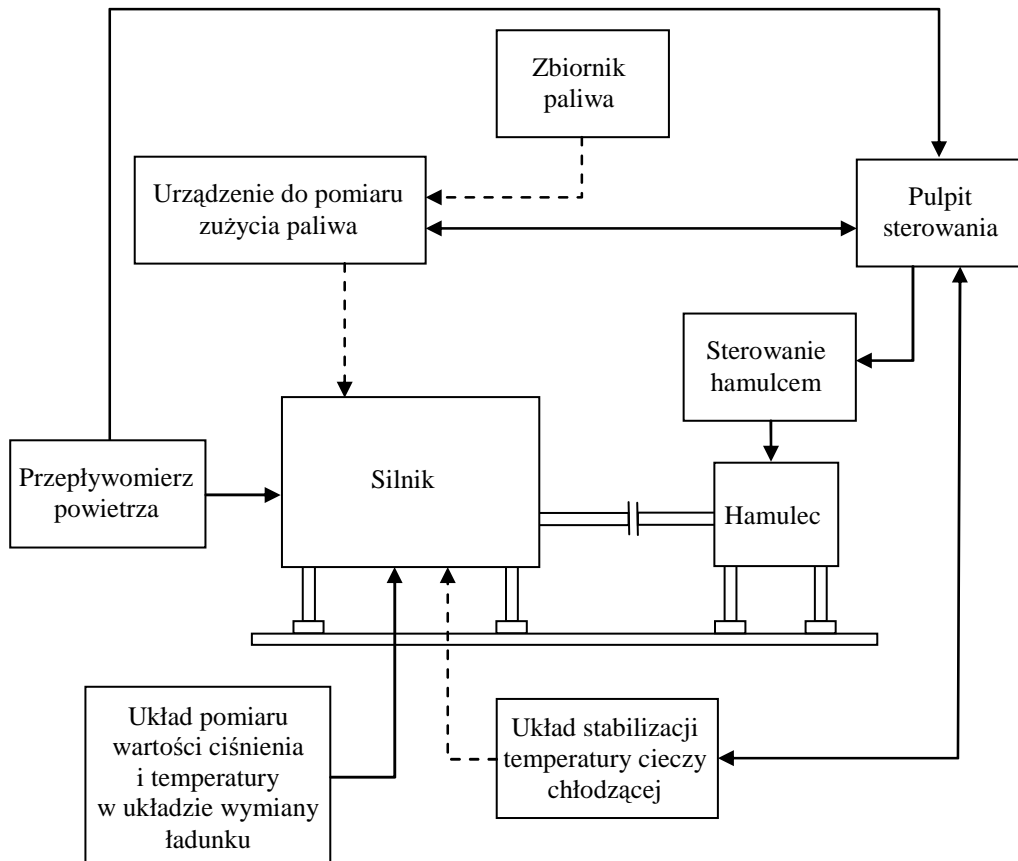 Zbiornik
paliwa
Urządzenie do pomiaru
zużycia paliwa
Pulpit
sterowania
Sterowanie
hamulcem
Przepływomierz
powietrza
Silnik
Hamulec
Układ pomiaru
wartości ciśnienia
i temperatury
w układzie wymiany
ładunku
Układ stabilizacji
temperatury cieczy
chłodzącej